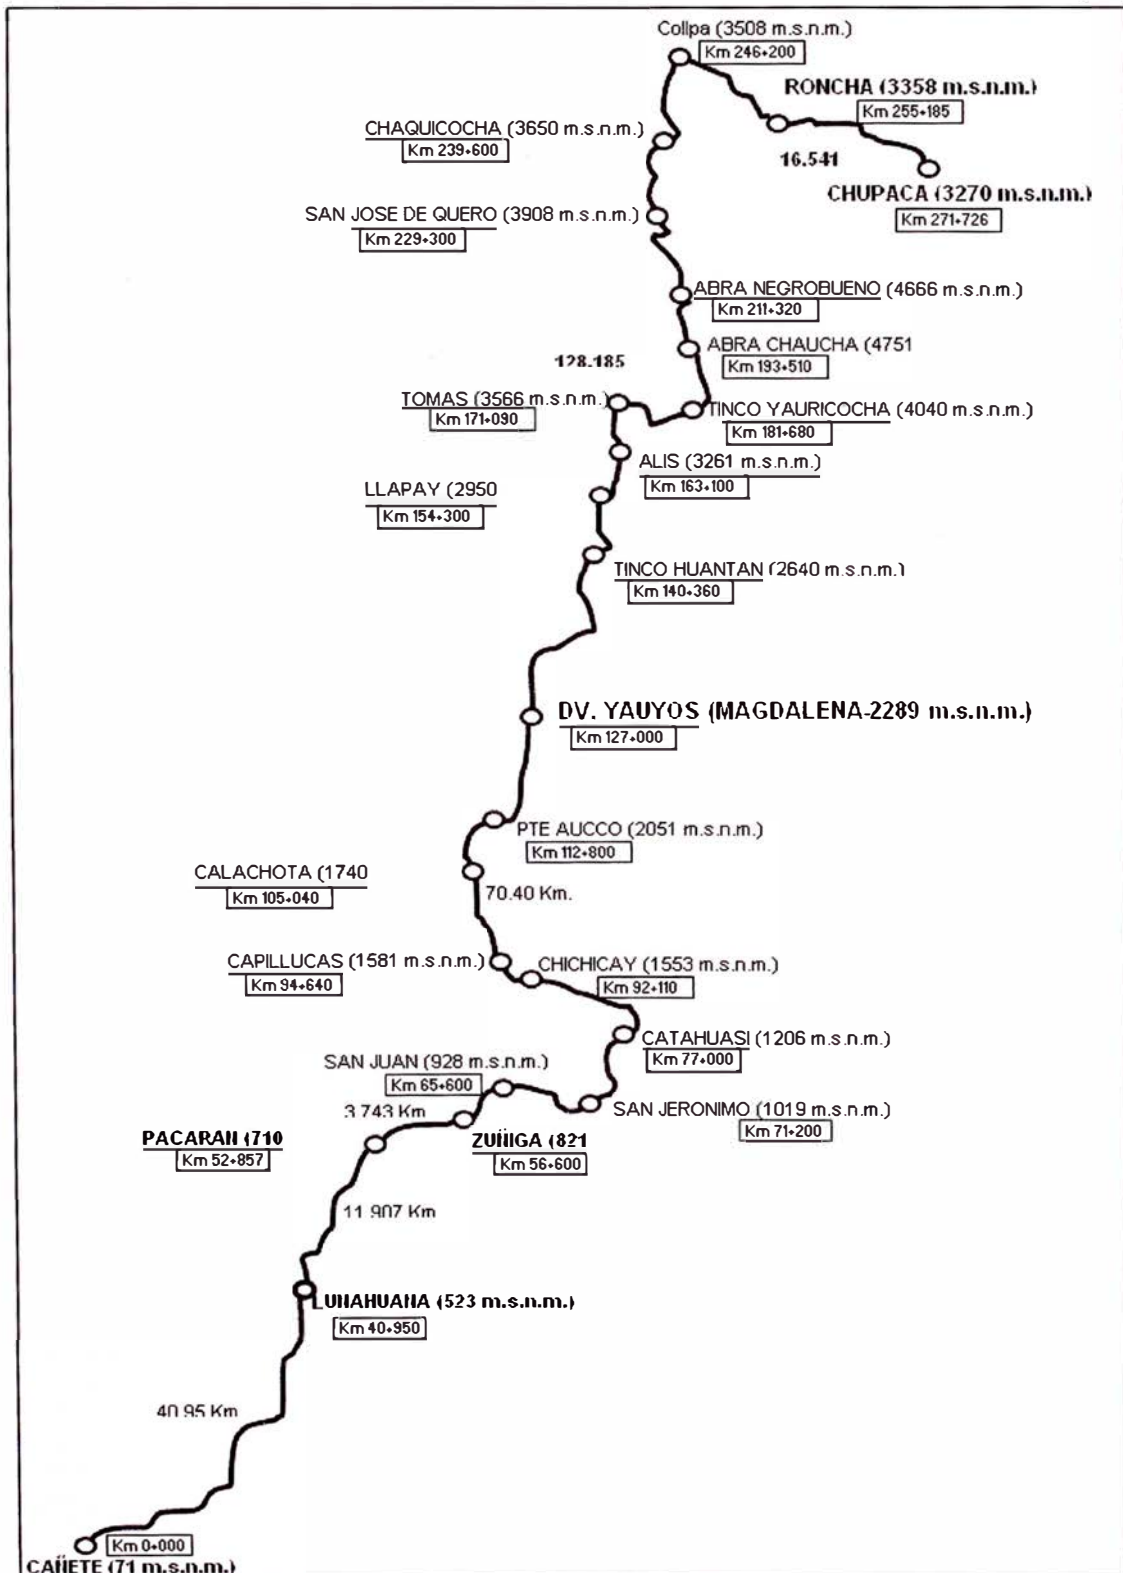 Collpa (3508 m.s.n.m.)
Km 246+200
RONCHA (3358 m.s.n.m.)
Km 255+185
CHAQUICOCHA (3650 m.s.n.m.)
Km 239+600
16.541
CHUPACA (3270 m.s.n.m.)
Km 271+726
SAN JOSE DE QUERO (3908 m.s.n.m.)
Km 229+300
ABRA NEGROBUENO (4666 m.s.n.m.)
Km 211+320
ABRA CHAUCHA (4751
Km 193+510
128.185
TOMAS (3566 m.s.n.m.)
Km 171+090
TINCO YAURICOCHA (4040 m.s.n.m.)
Km 181+680
ALIS (3261 m.s.n.m.)
Km 163+100
LLAPAY (2950
Km 154+300
TINCO HUANTAN (2640 m.s.n.m.)
Km 140+360
DV. YAUYOS (MAGDALENA-2289 m.s.n.m.)
Km 127+000
PTE AUCCO (2051 m.s.n.m.)
Km 112+800
CALACHOTA (1740
Km 105+040
70.40 Km.
CAPILLUCAS (1581 m.s.n.m.)
Km 94+640
CHICHICAY (1553 m.s.n.m.)
Km 92+110
CATAHUASI (1206 m.s.n.m.)
Km 77+000
SAN JUAN (928 m.s.n.m.)
Km 65+600
SAN JERONIMO (1019 m.s.n.m.)
Km 71+200
3.743 Km
PACARAN (710
Km 52+857
ZUÑIGA (821
Km 56+600
11.907 Km
LUNAHUANA (523 m.s.n.m.)
Km 40+950
40.95 Km
Km 0+000
CAÑETE (71 m.s.n.m.)